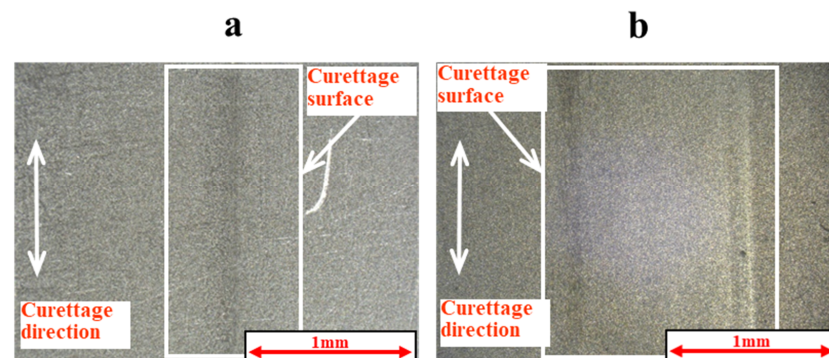 a
b
Curettage
surface
Curettage
direction
1mm
Curettage
surface
Curettage
direction
1mm